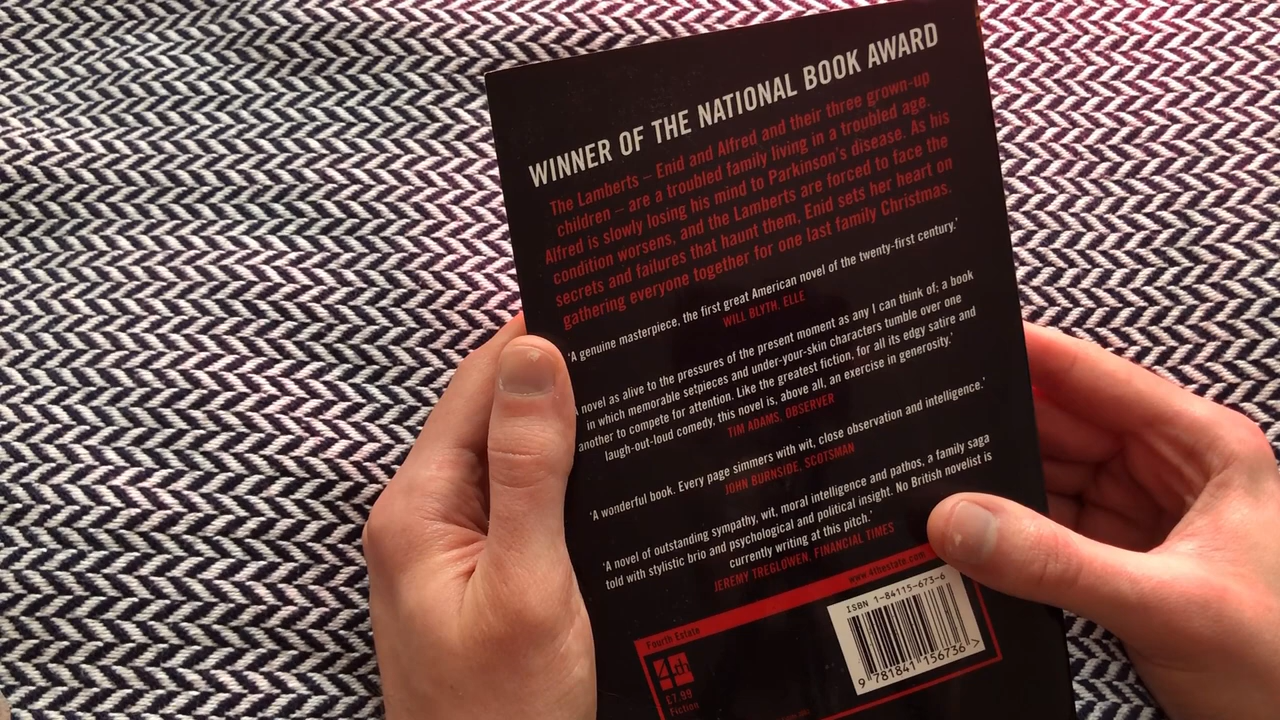 WINNER OF THE NATIONAL BOOK AWARD
The Lamberts – Enid and Alfred and their three grown-up
children – are a troubled family living in a troubled age.
Alfred is slowly losing his mind to Parkinson's disease. As his
condition worsens, and the Lamberts are forced to face the
secrets and failures that haunt them, Enid sets her heart on
gathering everyone together for one last family Christmas.
'A genuine masterpiece, the first great American novel of the twenty-first century.'
WILL BLYTH, ELLE
A novel as alive to the pressures of the present moment as any I can think of; a book
in which memorable setpieces and under-your-skin characters tumble over one
another to compete for attention. Like the greatest fiction, for all its edgy satire and
laugh-out-loud comedy, this novel is, above all, an exercise in generosity.'
TIM ADAMS, OBSERVER
'A wonderful book. Every page simmers with wit, close observation and intelligence.'
JOHN BURNSIDE, SCOTSMAN
'A novel of outstanding sympathy, wit, moral intelligence and pathos, a family saga
told with stylistic brio and psychological and political insight. No British novelist is
currently writing at this pitch.'
JEREMY TREGLOWEN, FINANCIAL TIMES
www.4thestate.com
Fourth Estate
ISBN 1-84115-673-6
4th
£7.99
Fiction
9 781841 156736 >